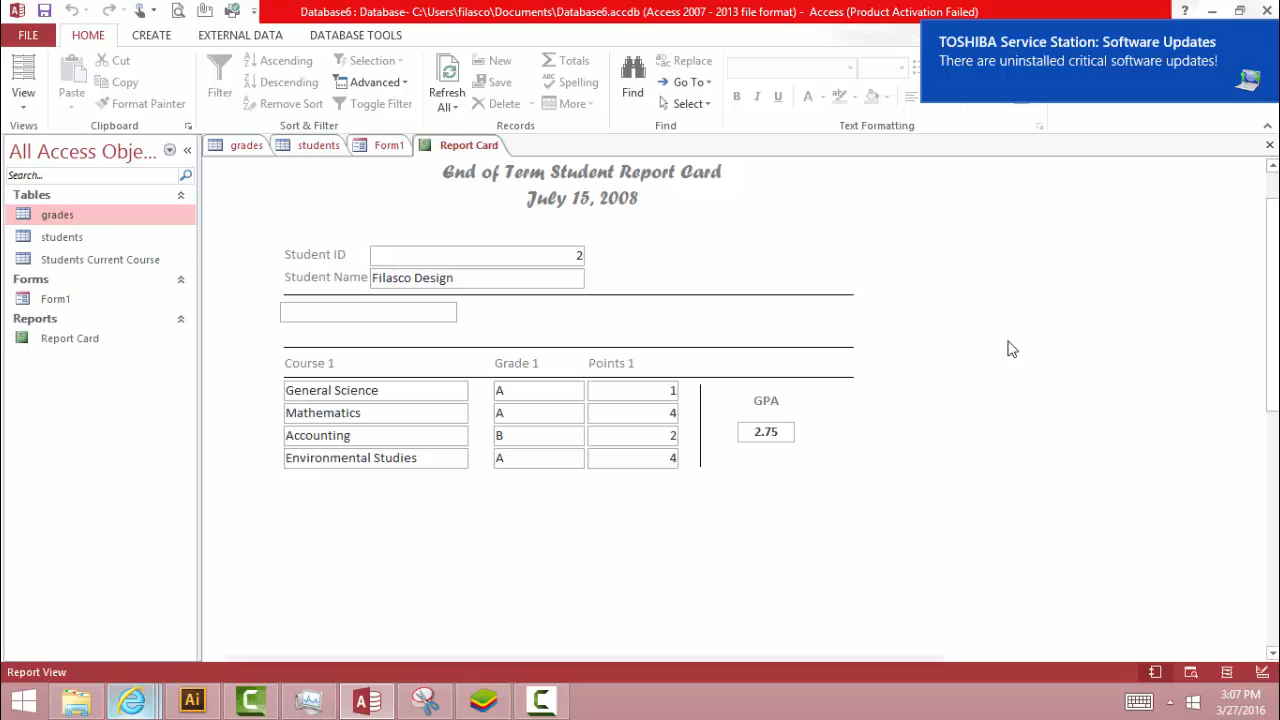 Database6 : Database- C:\Users\filasco\Documents\Database6.accdb (Access 2007 - 2013 file format) - Access (Product Activation Failed)
?
FILE HOME CREATE EXTERNAL DATA DATABASE TOOLS
TOSHIBA Service Station: Software Updates
There are uninstalled critical software updates!
View
Views
Paste
Cut
Copy
Format Painter
Clipboard
Filter
Ascending
Descending
Remove Sort
Selection
Advanced
Toggle Filter
Sort & Filter
Refresh
All
New
Save
Delete
Totals
Spelling
More
Records
Find
Replace
Go To
Select
Find
B I U A ab
Text Formatting
All Access Obje...
Search...
Tables
grades
students
Students Current Course
Forms
Form1
Reports
Report Card
grades students Form1 Report Card
End of Term Student Report Card
July 15, 2008
Student ID 2
Student Name Filasco Design
Course 1 Grade 1 Points 1
General Science A 1
Mathematics A 4
Accounting B 2
Environmental Studies A 4
GPA
2.75
Report View
Ai
3:07 PM
3/27/2016